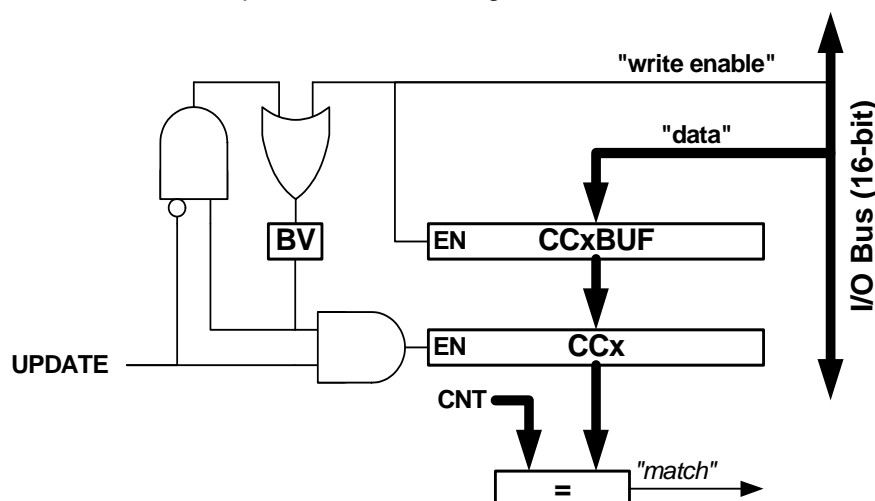 "write enable"
"data"
I/O Bus (16-bit)
BV
EN
CCxBUF
EN
CCx
UPDATE
CNT
"match"
=